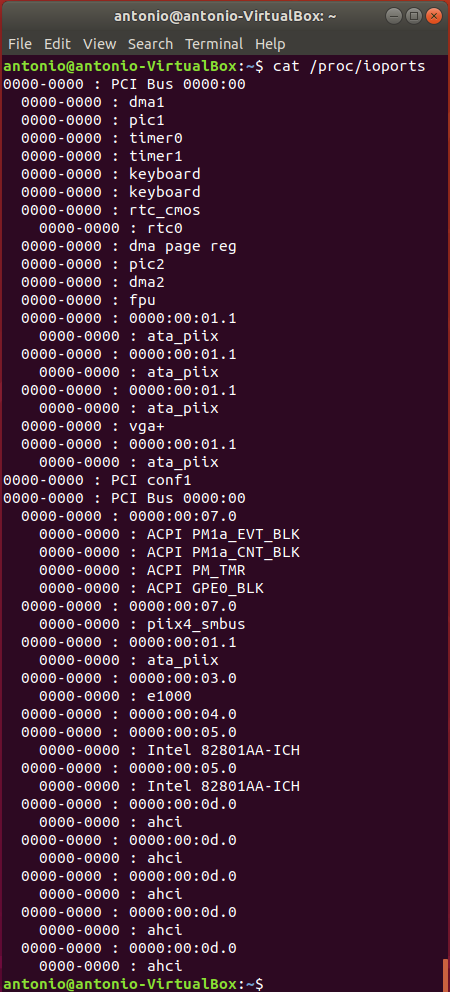 antonio@antonio-VirtualBox: ~
File Edit View Search Terminal Help
antonio@antonio-VirtualBox:~$ cat /proc/ioports
0000-0000 : PCI Bus 0000:00
  0000-0000 : dma1
  0000-0000 : pic1
  0000-0000 : timer0
  0000-0000 : timer1
  0000-0000 : keyboard
  0000-0000 : keyboard
  0000-0000 : rtc_cmos
    0000-0000 : rtc0
  0000-0000 : dma page reg
  0000-0000 : pic2
  0000-0000 : dma2
  0000-0000 : fpu
  0000-0000 : 0000:00:01.1
    0000-0000 : ata_piix
  0000-0000 : 0000:00:01.1
    0000-0000 : ata_piix
  0000-0000 : 0000:00:01.1
    0000-0000 : ata_piix
  0000-0000 : vga+
  0000-0000 : 0000:00:01.1
    0000-0000 : ata_piix
0000-0000 : PCI conf1
0000-0000 : PCI Bus 0000:00
  0000-0000 : 0000:00:07.0
    0000-0000 : ACPI PM1a_EVT_BLK
    0000-0000 : ACPI PM1a_CNT_BLK
    0000-0000 : ACPI PM_TMR
    0000-0000 : ACPI GPE0_BLK
  0000-0000 : 0000:00:07.0
    0000-0000 : piix4_smbus
  0000-0000 : 0000:00:01.1
    0000-0000 : ata_piix
  0000-0000 : 0000:00:03.0
    0000-0000 : e1000
  0000-0000 : 0000:00:04.0
  0000-0000 : 0000:00:05.0
    0000-0000 : Intel 82801AA-ICH
  0000-0000 : 0000:00:05.0
    0000-0000 : Intel 82801AA-ICH
  0000-0000 : 0000:00:0d.0
    0000-0000 : ahci
  0000-0000 : 0000:00:0d.0
    0000-0000 : ahci
  0000-0000 : 0000:00:0d.0
    0000-0000 : ahci
  0000-0000 : 0000:00:0d.0
    0000-0000 : ahci
  0000-0000 : 0000:00:0d.0
    0000-0000 : ahci
antonio@antonio-VirtualBox:~$